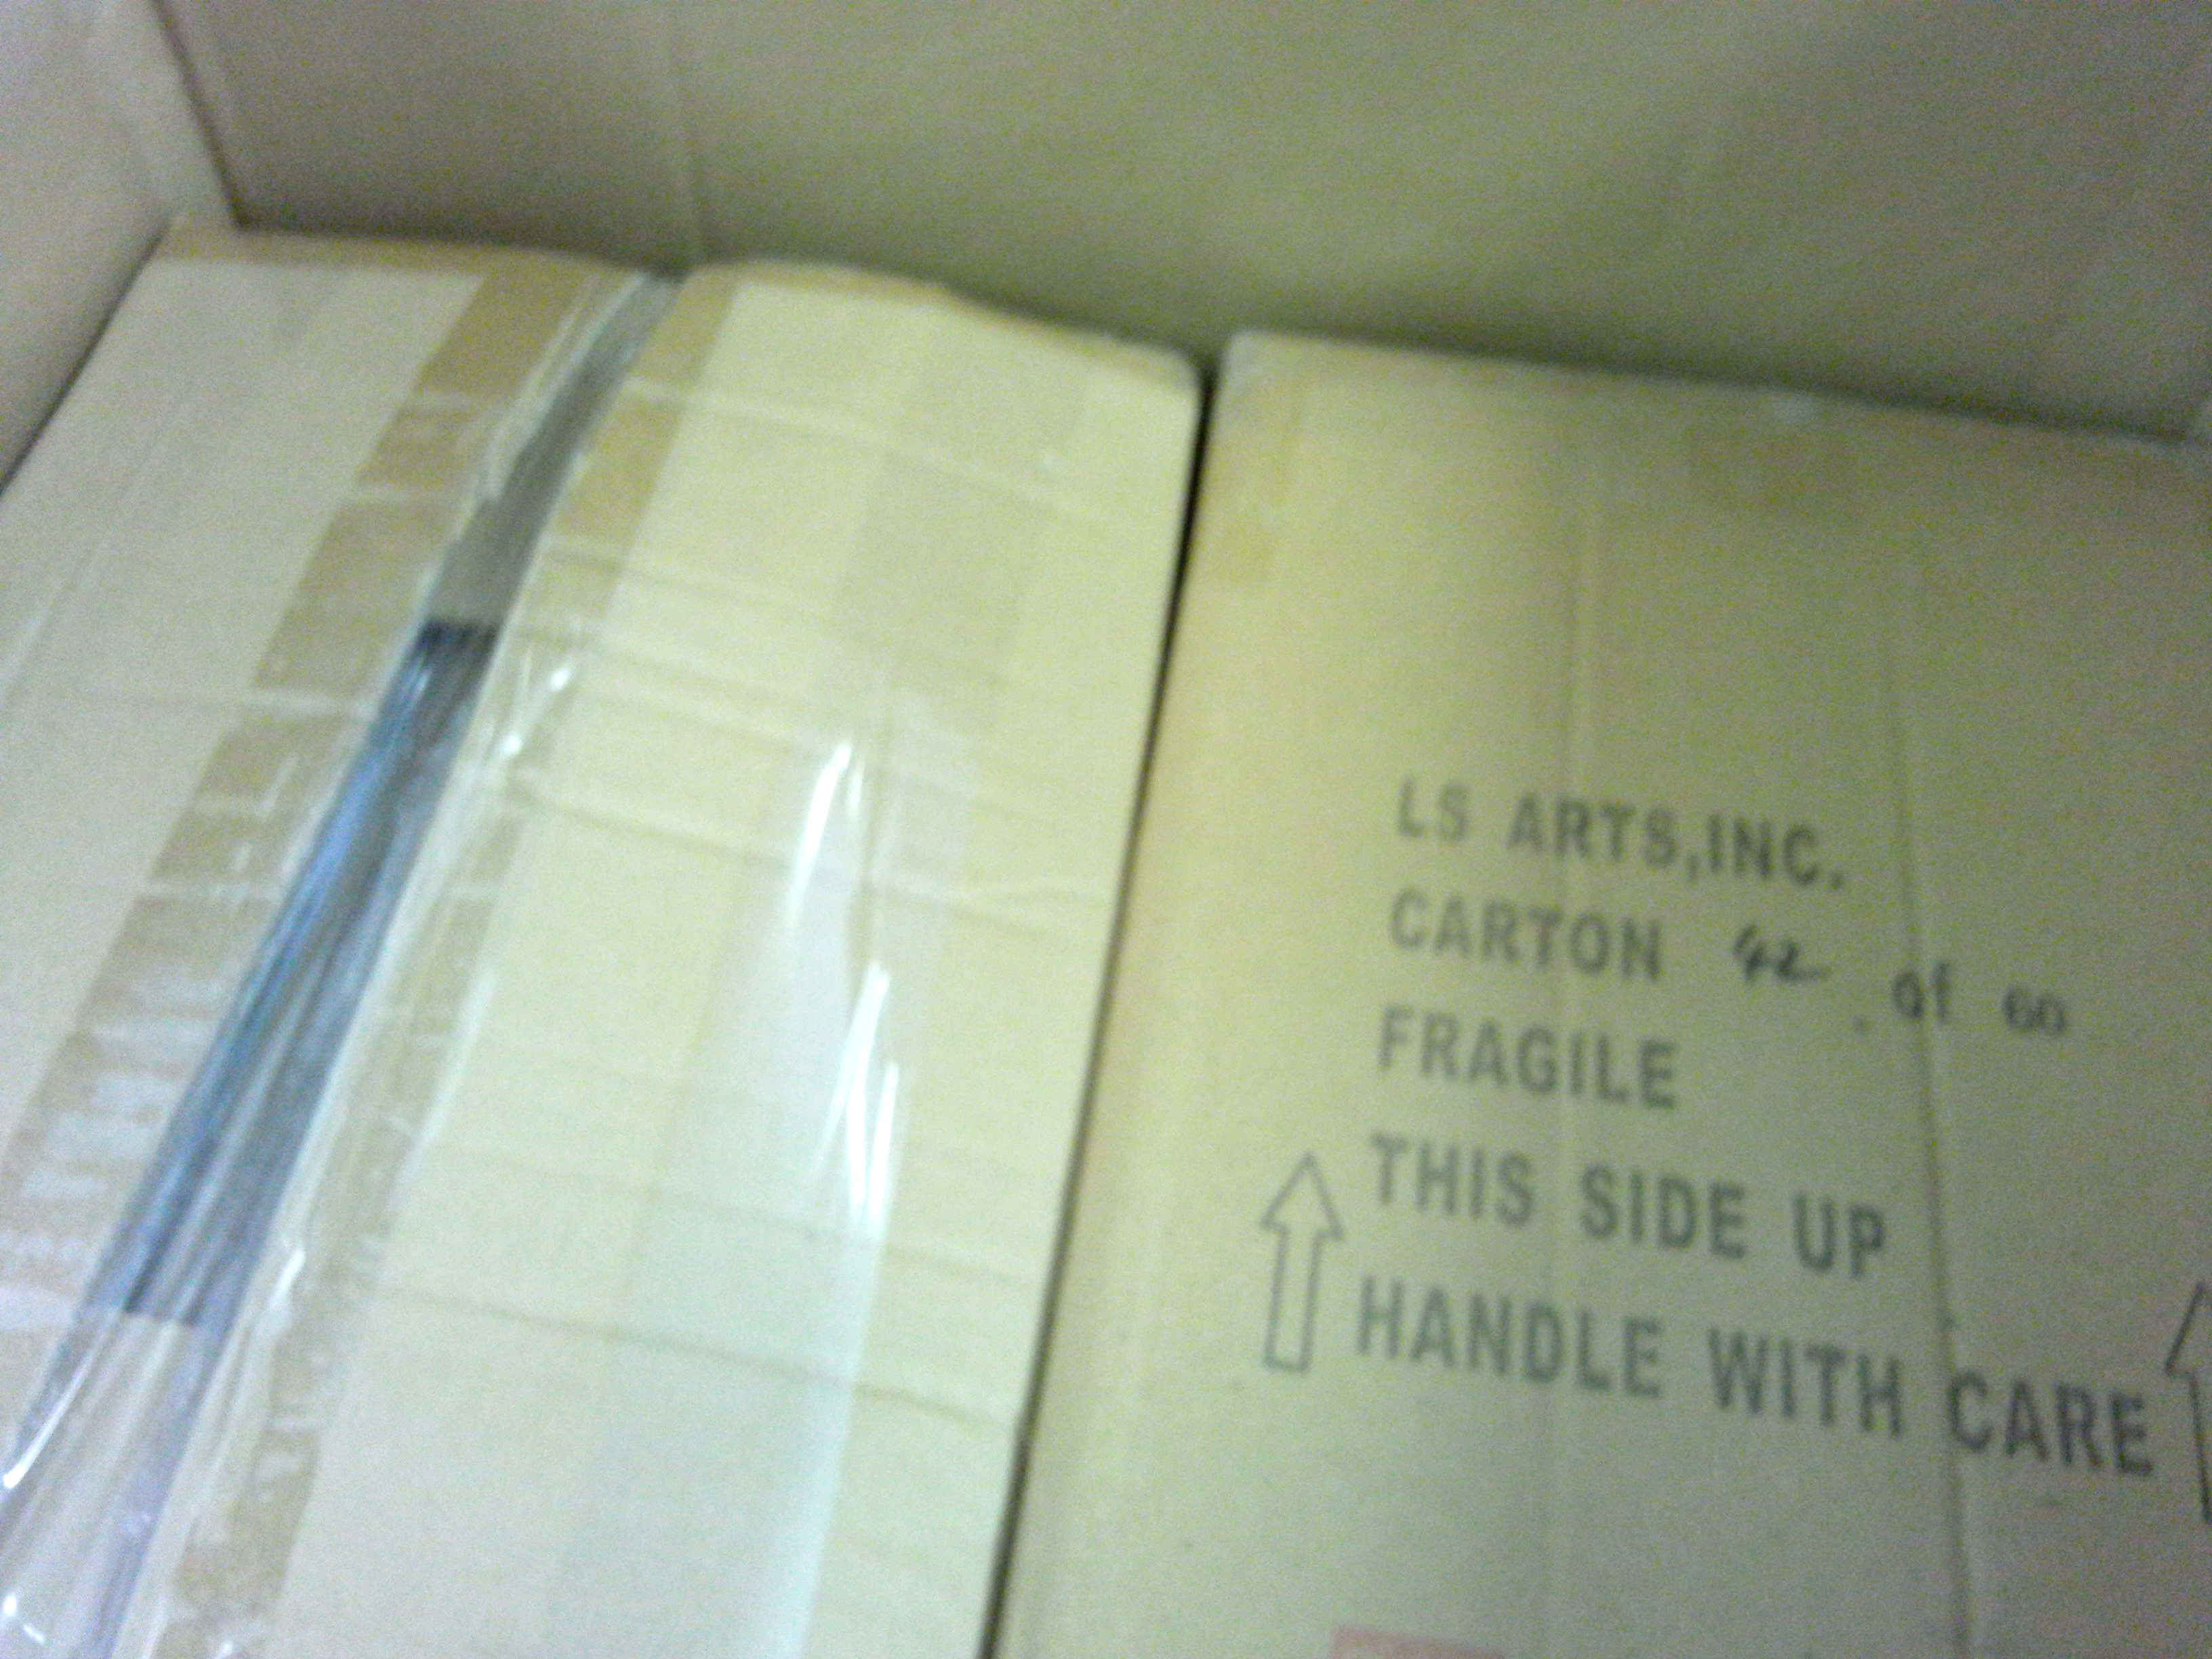 LS ARTS,INC.
CARTON 42 of 60
FRAGILE
THIS SIDE UP
HANDLE WITH CARE